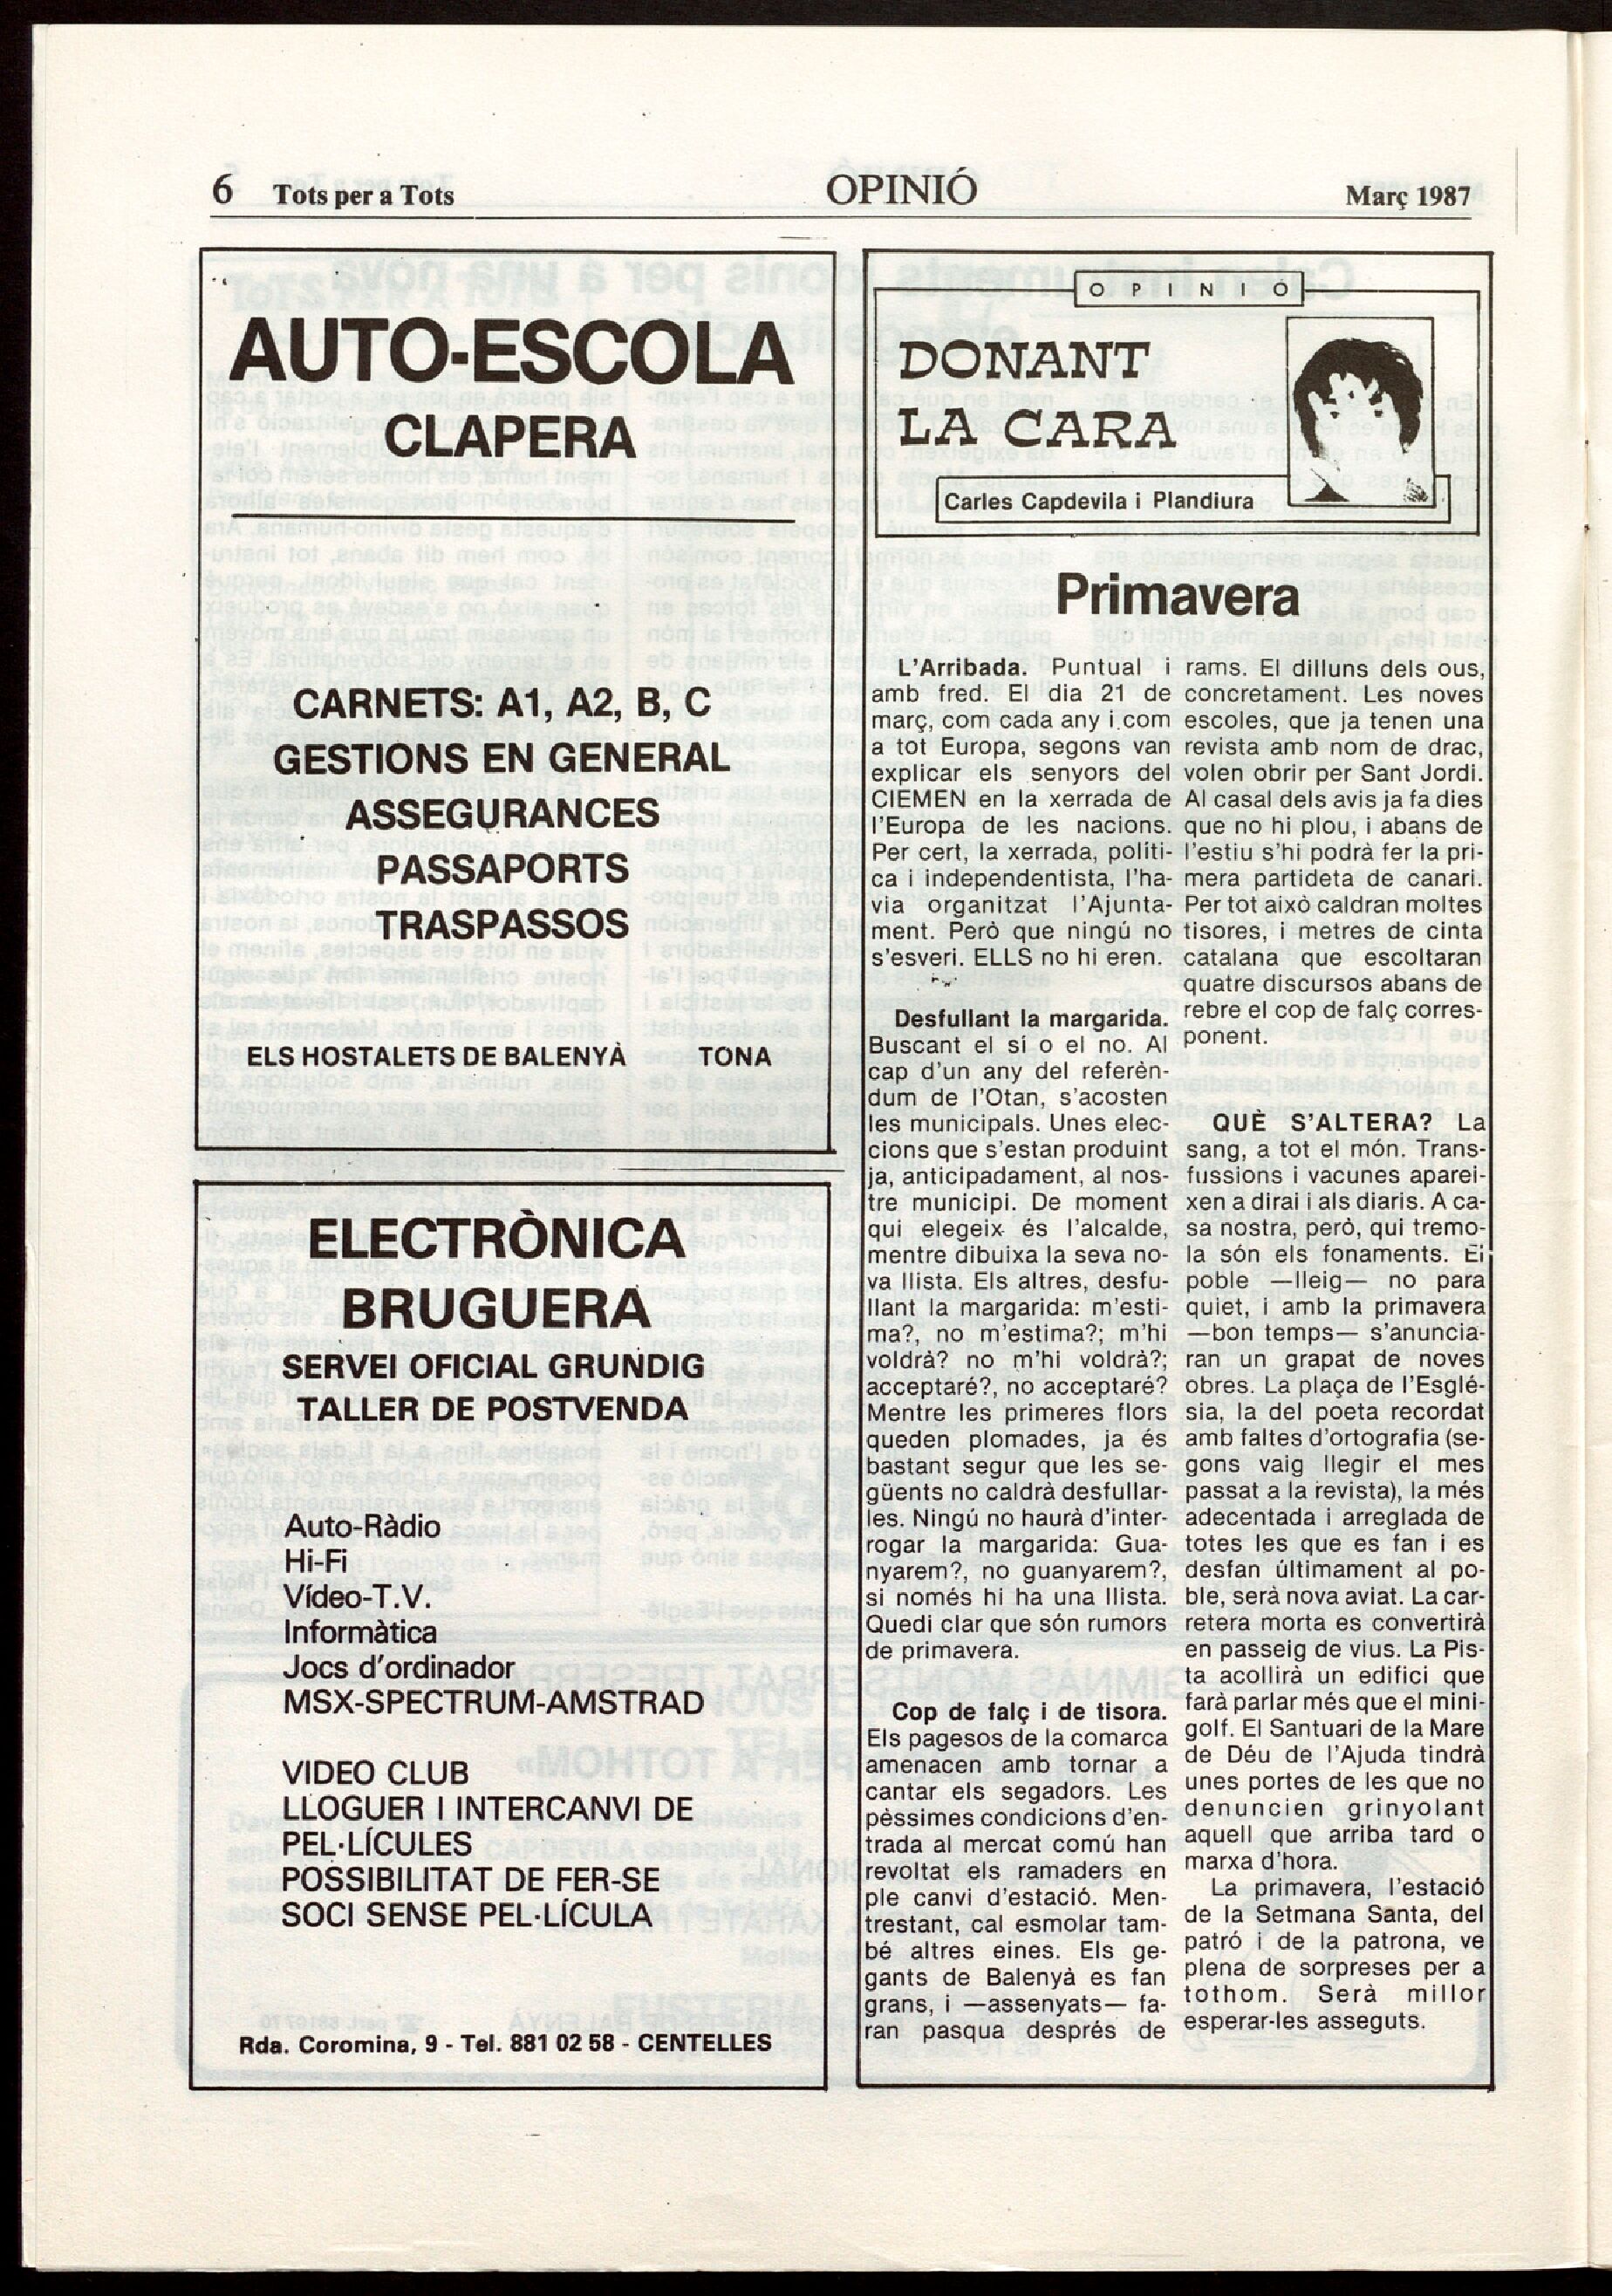 6 Tots per a Tots
OPINIÓ
Març 1987
AUTO-ESCOLA
CLAPERA
CARNETS: A1, A2, B, C
GESTIONS EN GENERAL
ASSEGURANCES
PASSAPORTS
TRASPASSOS
ELS HOSTALETS DE BALENYÀ TONA
ELECTRÒNICA
BRUGUERA
SERVEI OFICIAL GRUNDIG
TALLER DE POSTVENDA
Auto-Ràdio
Hi-Fi
Vídeo-T.V.
Informàtica
Jocs d'ordinador
MSX-SPECTRUM-AMSTRAD
VIDEO CLUB
LLOGUER I INTERCANVI DE
PEL·LÍCULES
POSSIBILITAT DE FER-SE
SOCI SENSE PEL·LÍCULA
Rda. Coromina, 9 - Tel. 881 02 58 - CENTELLES
OPINIÓ
DONANT
LA CARA
Carles Capdevila i Plandiura
Primavera
L'Arribada. Puntual i
amb fred. El dia 21 de
març, com cada any i com
a tot Europa, segons van
explicar els senyors del
CIEMEN en la xerrada de
l'Europa de les nacions.
Per cert, la xerrada, políti-
ca i independentista, l'ha-
via organitzat l'Ajunta-
ment. Però que ningú no
s'esveri. ELLS no hi eren.
Desfullant la margarida.
Buscant el sí o el no. Al
cap d'un any del referèn-
dum de l'Otan, s'acosten
les municipals. Unes elec-
cions que s'estan produint
ja, anticipadament, al nos-
tre municipi. De moment
qui elegeix és l'alcalde,
mentre dibuixa la seva no-
va llista. Els altres, desfu-
llant la margarida: m'esti-
ma?, no m'estima?; m'hi
voldrà? no m'hi voldrà?;
acceptaré?, no acceptaré?
Mentre les primeres flors
queden plomades, ja és
bastant segur que les se-
güents no caldrà desfullar-
les. Ningú no haurà d'inter-
rogar la margarida: Gua-
nyarem?, no guanyarem?,
si només hi ha una llista.
Quedi clar que són rumors
de primavera.
Cop de falç i de tisora.
Els pagesos de la comarca
amenacen amb tornar a
cantar els segadors. Les
pèssimes condicions d'en-
trada al mercat comú han
revoltat els ramaders en
ple canvi d'estació. Men-
trestant, cal esmolar tam-
bé altres eines. Els ge-
gants de Balenyà es fan
grans, i —assenyats— fa-
ran pasqua després de
rams. El dilluns dels ous,
concretament. Les noves
escoles, que ja tenen una
revista amb nom de drac,
volen obrir per Sant Jordi.
Al casal dels avis ja fa dies
que no hi plou, i abans de
l'estiu s'hi podrà fer la pri-
mera partideta de canari.
Per tot això caldran moltes
tisores, i metres de cinta
catalana que escoltaran
quatre discursos abans de
rebre el cop de falç corres-
ponent.
QUÈ S'ALTERA? La
sang, a tot el món. Trans-
fussions i vacunes aparei-
xer a dirai i als diaris. A ca-
sa nostra, però, qui tremo-
la són els fonaments. El
poble —lleig— no para
quiet, i amb la primavera
—bon temps— s'anuncia-
ran un grapat de noves
obres. La plaça de l'Esglé-
sia, la del poeta recordat
amb faltes d'ortografia (se-
gons vaig llegir el mes
passat a la revista), la més
adecentada i arreglada de
totes les que es fan i es
desfan últimament al po-
ble, serà nova aviat. La car-
retera morta es convertirà
en passeig de vius. La Pis-
ta acollirà un edifici que
farà parlar més que el mini-
golf. El Santuari de la Mare
de Déu de l'Ajuda tindrà
unes portes de les que no
denuncien grinyolant
aquell que arriba tard o
marxa d'hora.
La primavera, l'estació
de la Setmana Santa, del
patró i de la patrona, ve
plena de sorpreses per a
tothom. Serà millor
esperar-les asseguts.